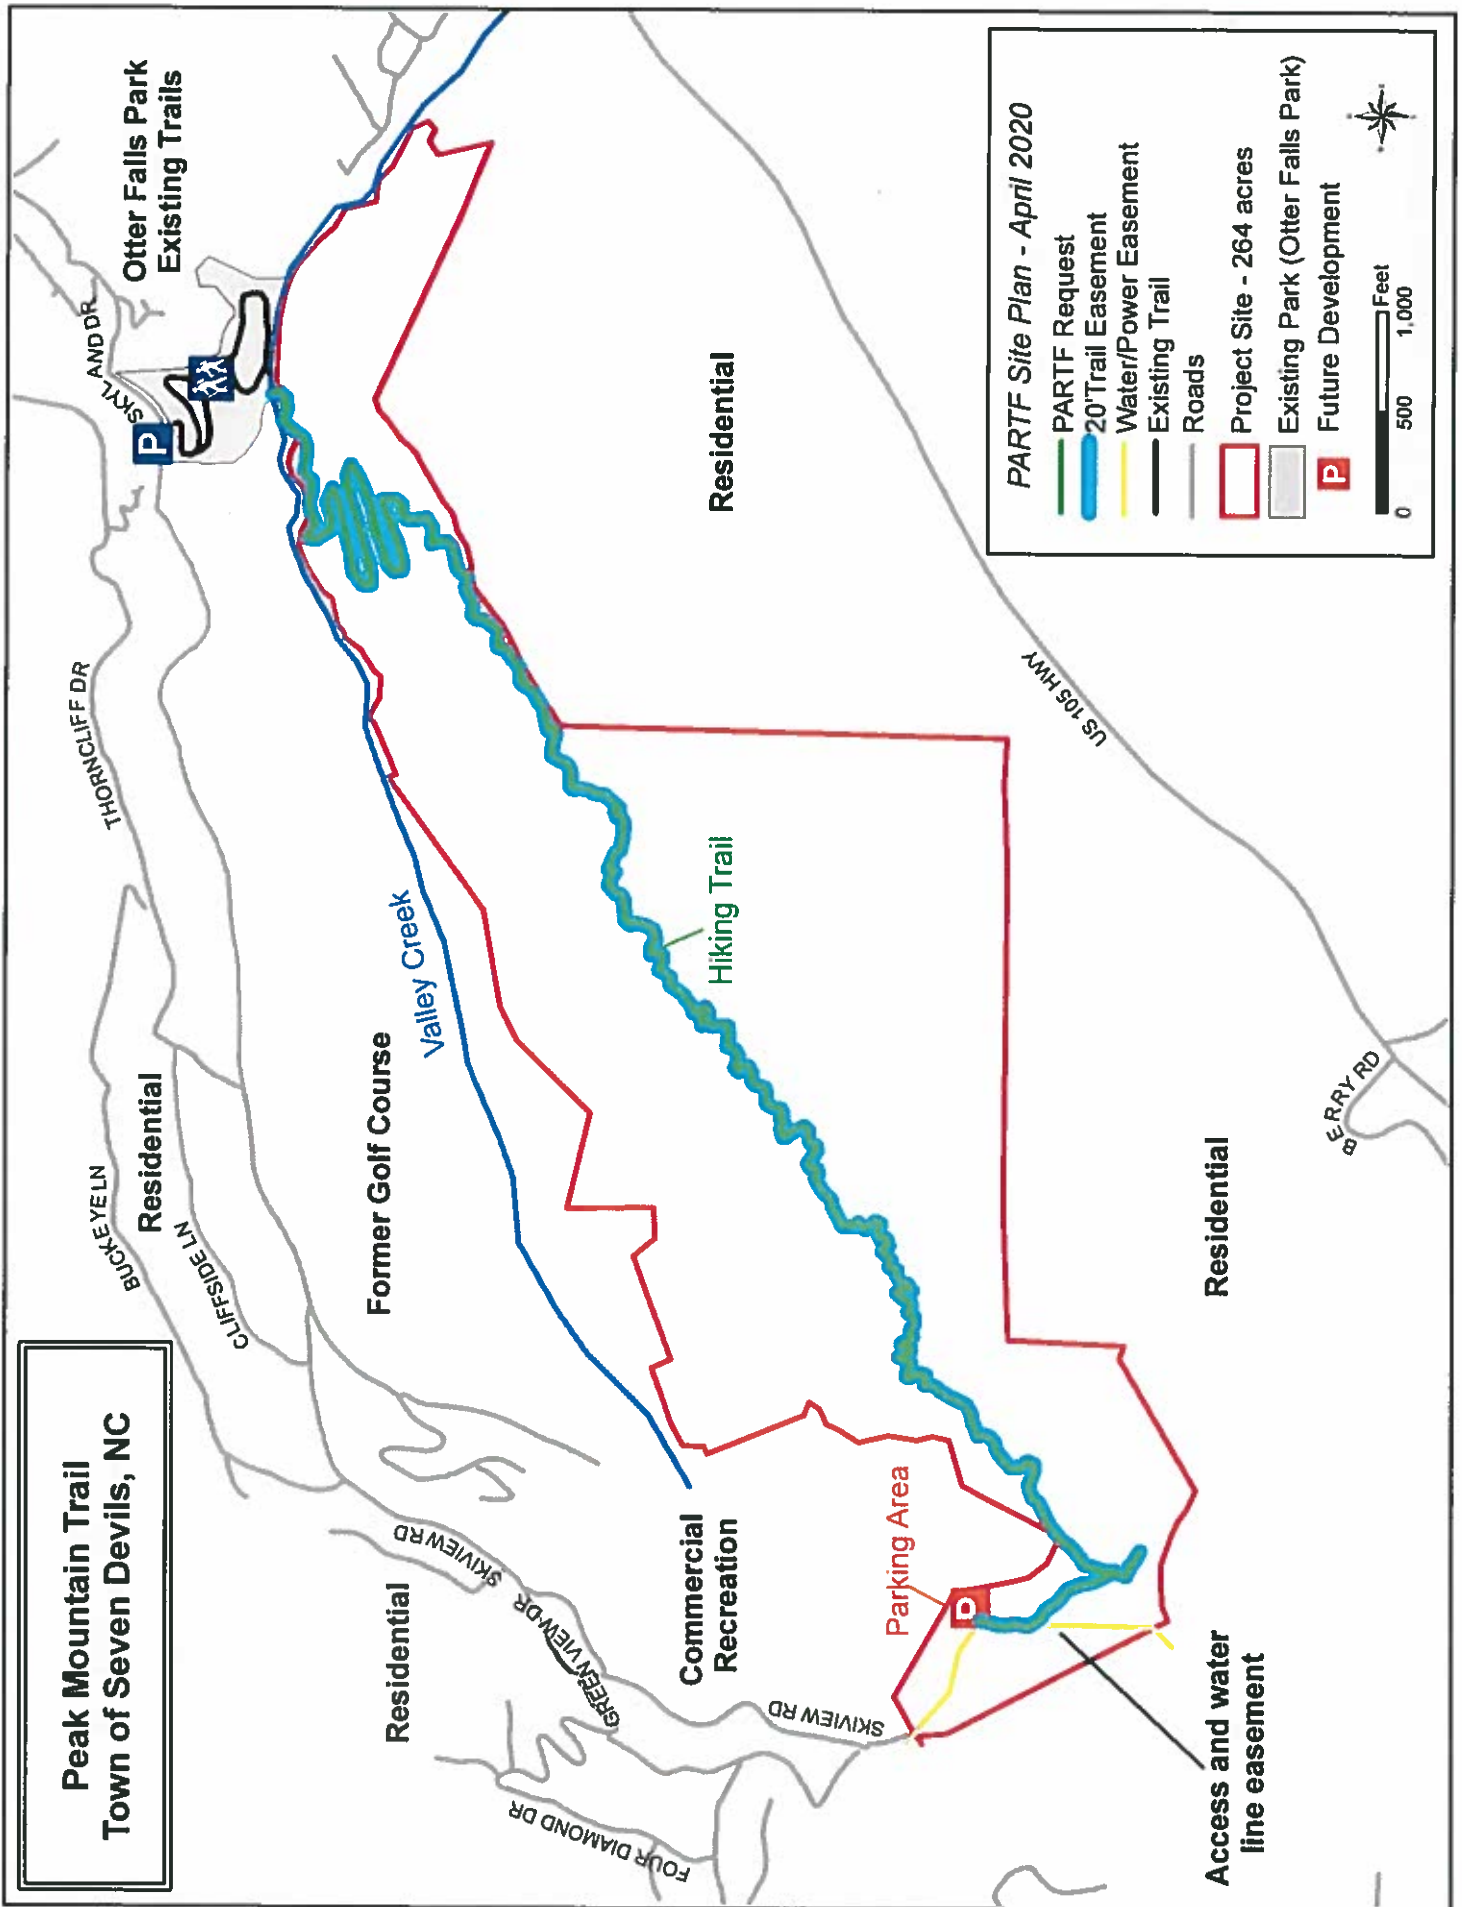 Peak Mountain Trail
Town of Seven Devils, NC
Otter Falls Park
Existing Trails
SKYLAND DR
P
THORNCLIFF DR
BUCKEYE LN
Residential
CLIFFSIDE LN
Former Golf Course
Valley Creek
SKIVIEW RD
GREEN VIEW DR
Residential
FOUR DIAMOND DR
SKIVIEW RD
Commercial
Recreation
Parking Area
P
Hiking Trail
Residential
US 105 HWY
Residential
BERRY RD
Access and water
line easement
PARTF Site Plan - April 2020
PARTF Request
20'Trail Easement
Water/Power Easement
Existing Trail
Roads
Project Site - 264 acres
Existing Park (Otter Falls Park)
P Future Development
0 500 1,000
Feet